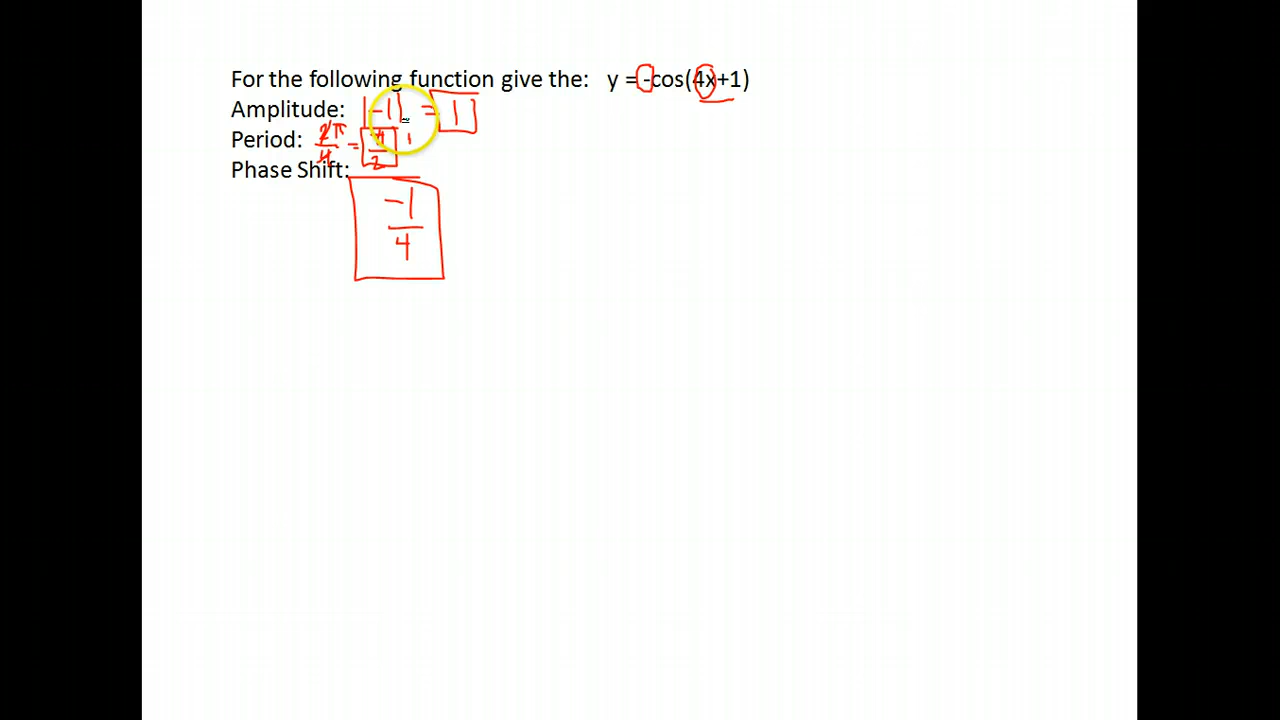 For the following function give the: y = -cos(4x+1)
Amplitude: |-1| = 1
Period: 2π/4 = π/2
Phase Shift:
-1/4